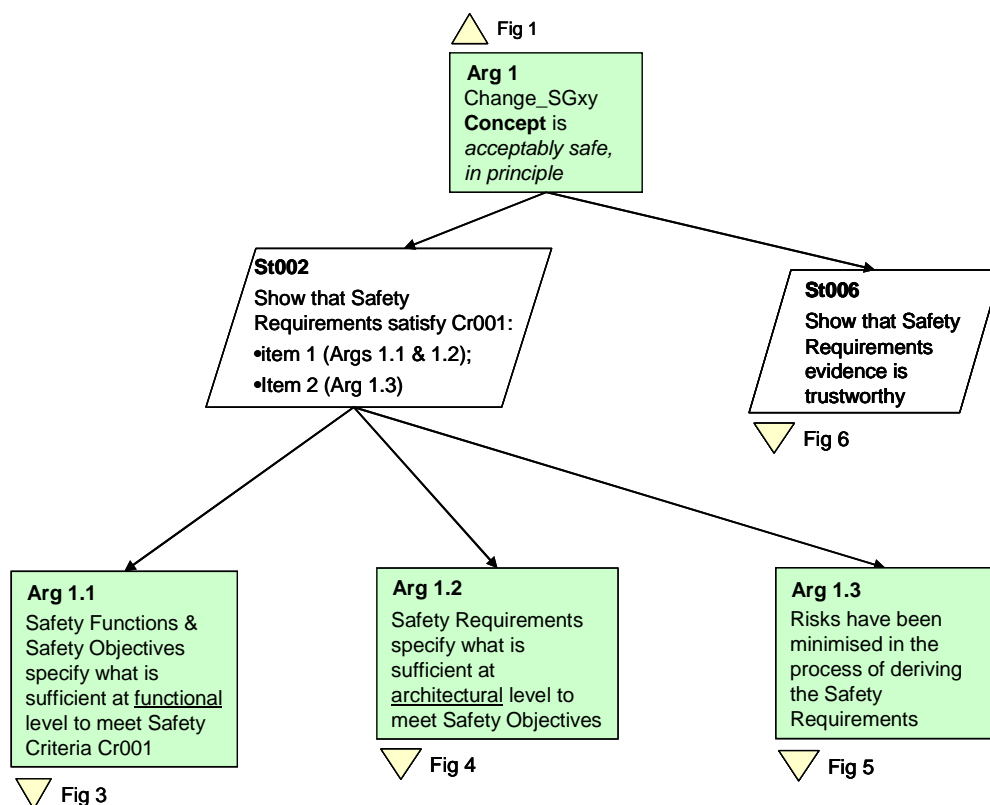 Fig 1
Arg 1
Change_SGxy
Concept is
acceptably safe,
in principle
St002
Show that Safety
Requirements satisfy Cr001:
•item 1 (Args 1.1 & 1.2);
•Item 2 (Arg 1.3)
St006
Show that Safety
Requirements
evidence is
trustworthy
Fig 6
Arg 1.1
Safety Functions &
Safety Objectives
specify what is
sufficient at functional
level to meet Safety
Criteria Cr001
Fig 3
Arg 1.2
Safety Requirements
specify what is
sufficient at
architectural level to
meet Safety Objectives
Fig 4
Arg 1.3
Risks have been
minimised in the
process of deriving
the Safety
Requirements
Fig 5